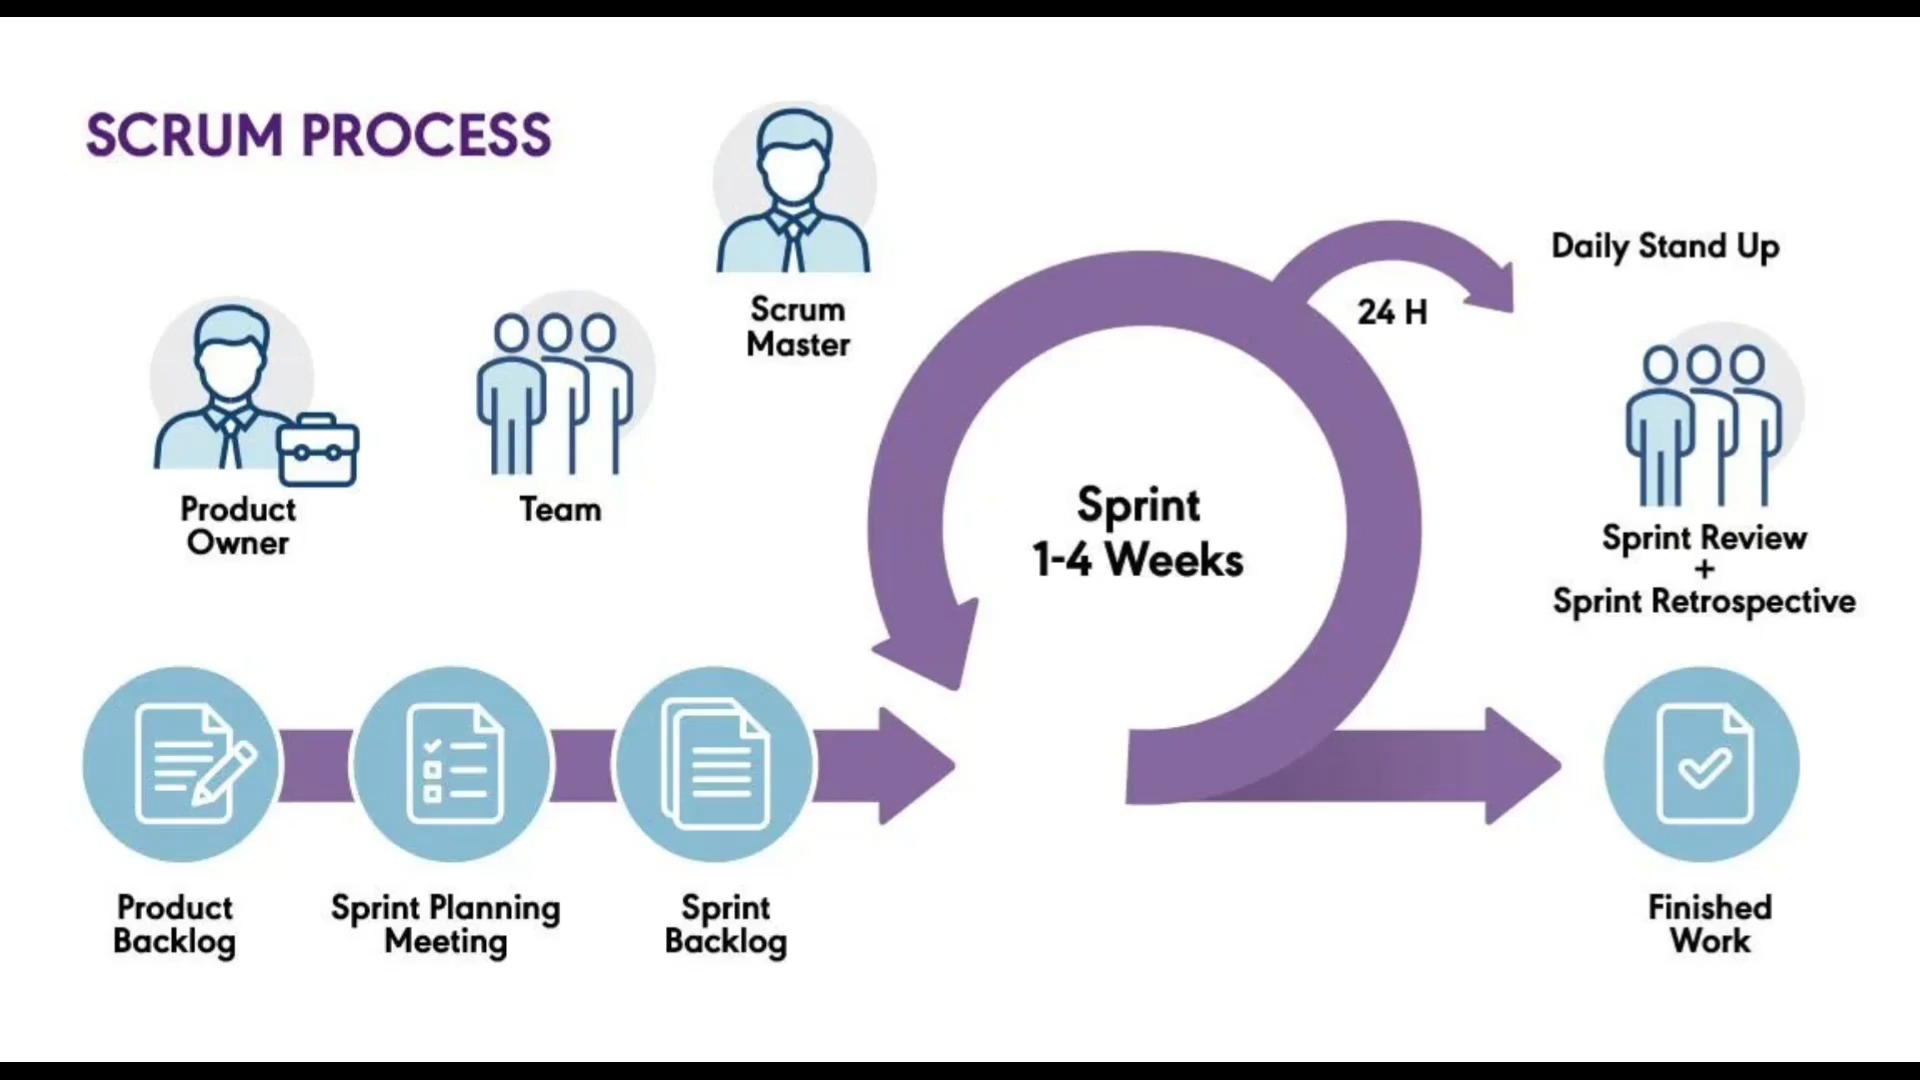 SCRUM PROCESS
Scrum
Master
Product
Owner
Team
Daily Stand Up
24 H
Sprint
1-4 Weeks
Sprint Review
+
Sprint Retrospective
Product
Backlog
Sprint Planning
Meeting
Sprint
Backlog
Finished
Work